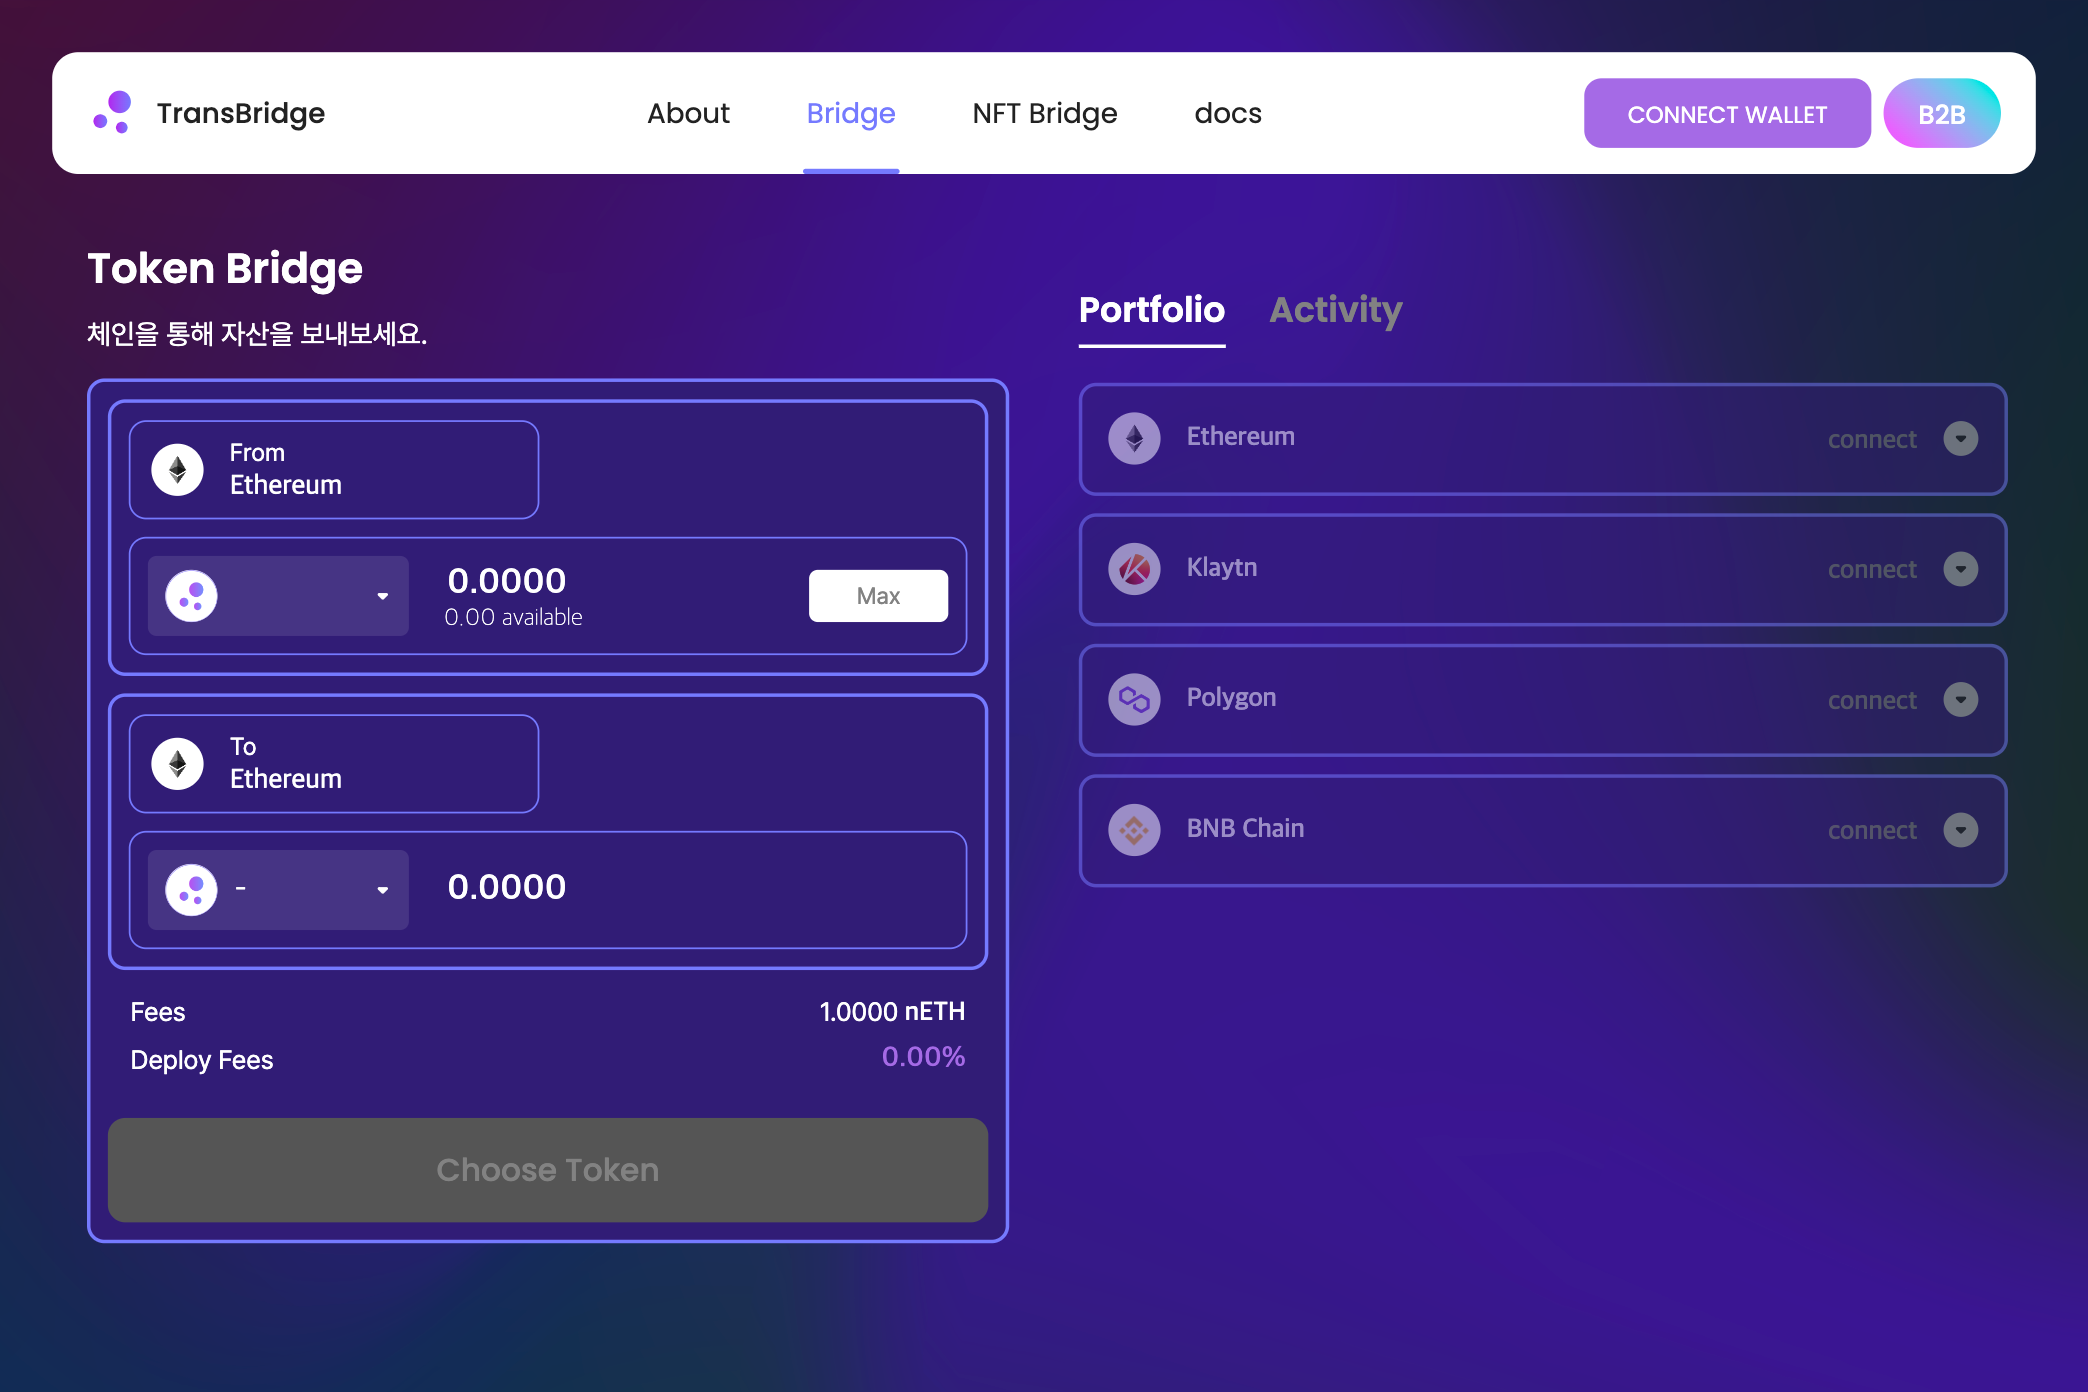 TransBridge
About
Bridge
NFT Bridge
docs
CONNECT WALLET
B2B
Token Bridge
체인을 통해 자산을 보내보세요.
From
Ethereum
0.0000
0.00 available
Max
To
Ethereum
-
0.0000
Fees
1.0000 nETH
Deploy Fees
0.00%
Choose Token
Portfolio
Activity
Ethereum
connect
Klaytn
connect
Polygon
connect
BNB Chain
connect